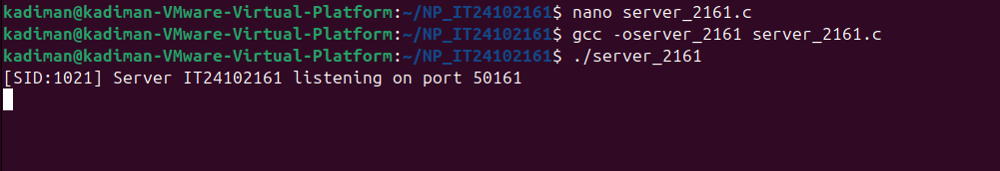 kadiman@kadiman-VMware-Virtual-Platform:~/NP_IT24102161$ nano server_2161.c
kadiman@kadiman-VMware-Virtual-Platform:~/NP_IT24102161$ gcc -oserver_2161 server_2161.c
kadiman@kadiman-VMware-Virtual-Platform:~/NP_IT24102161$ ./server_2161
[SID:1021] Server IT24102161 listening on port 50161